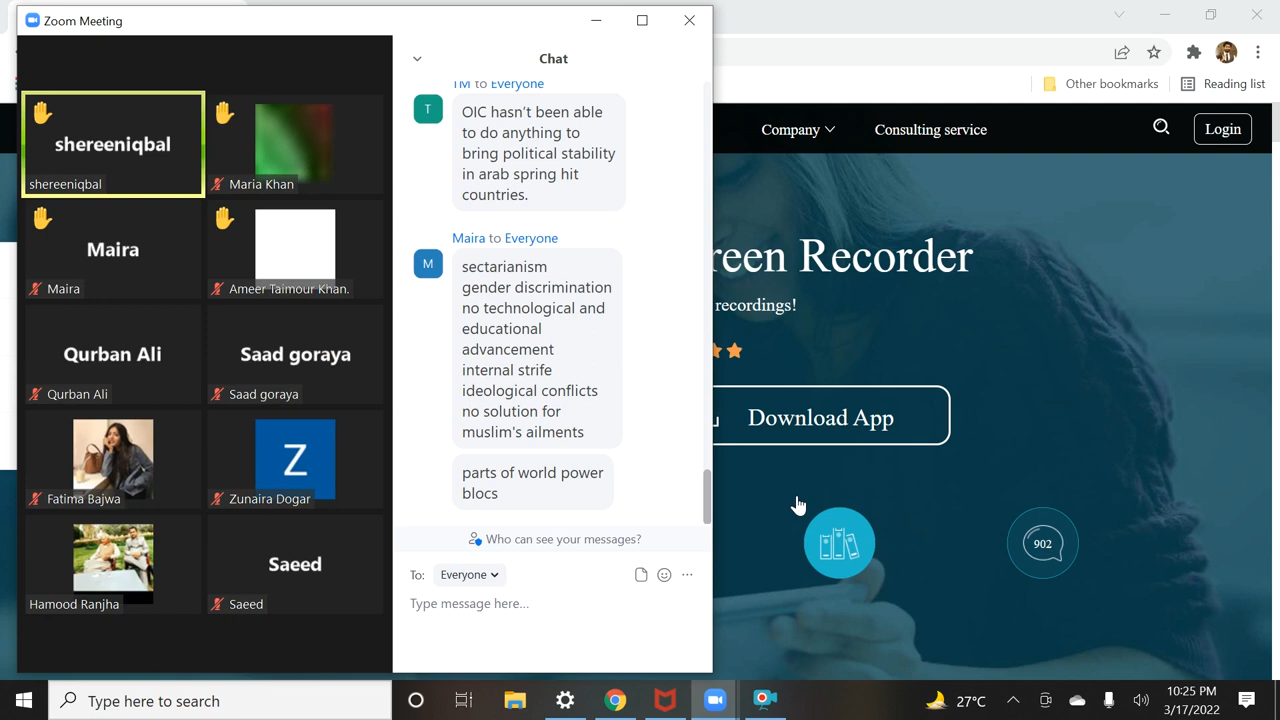 Zoom Meeting
shereeniqbal
shereeniqbal
Maria Khan
Maira
Maira
Ameer Taimour Khan.
Qurban Ali
Qurban Ali
Saad goraya
Saad goraya
Fatima Bajwa
Z
Zunaira Dogar
Hamood Ranjha
Saeed
Saeed
Chat
TM to Everyone
T
OIC hasn't been able
to do anything to
bring political stability
in arab spring hit
countries.
Maira to Everyone
M
sectarianism
gender discrimination
no technological and
educational
advancement
internal strife
ideological conflicts
no solution for
muslim's ailments
parts of world power
blocs
Who can see your messages?
To: Everyone
Type message here...
Other bookmarks
Reading list
Company
Consulting service
Login
reen Recorder
recordings!
Download App
902
Type here to search
27°C
10:25 PM
3/17/2022